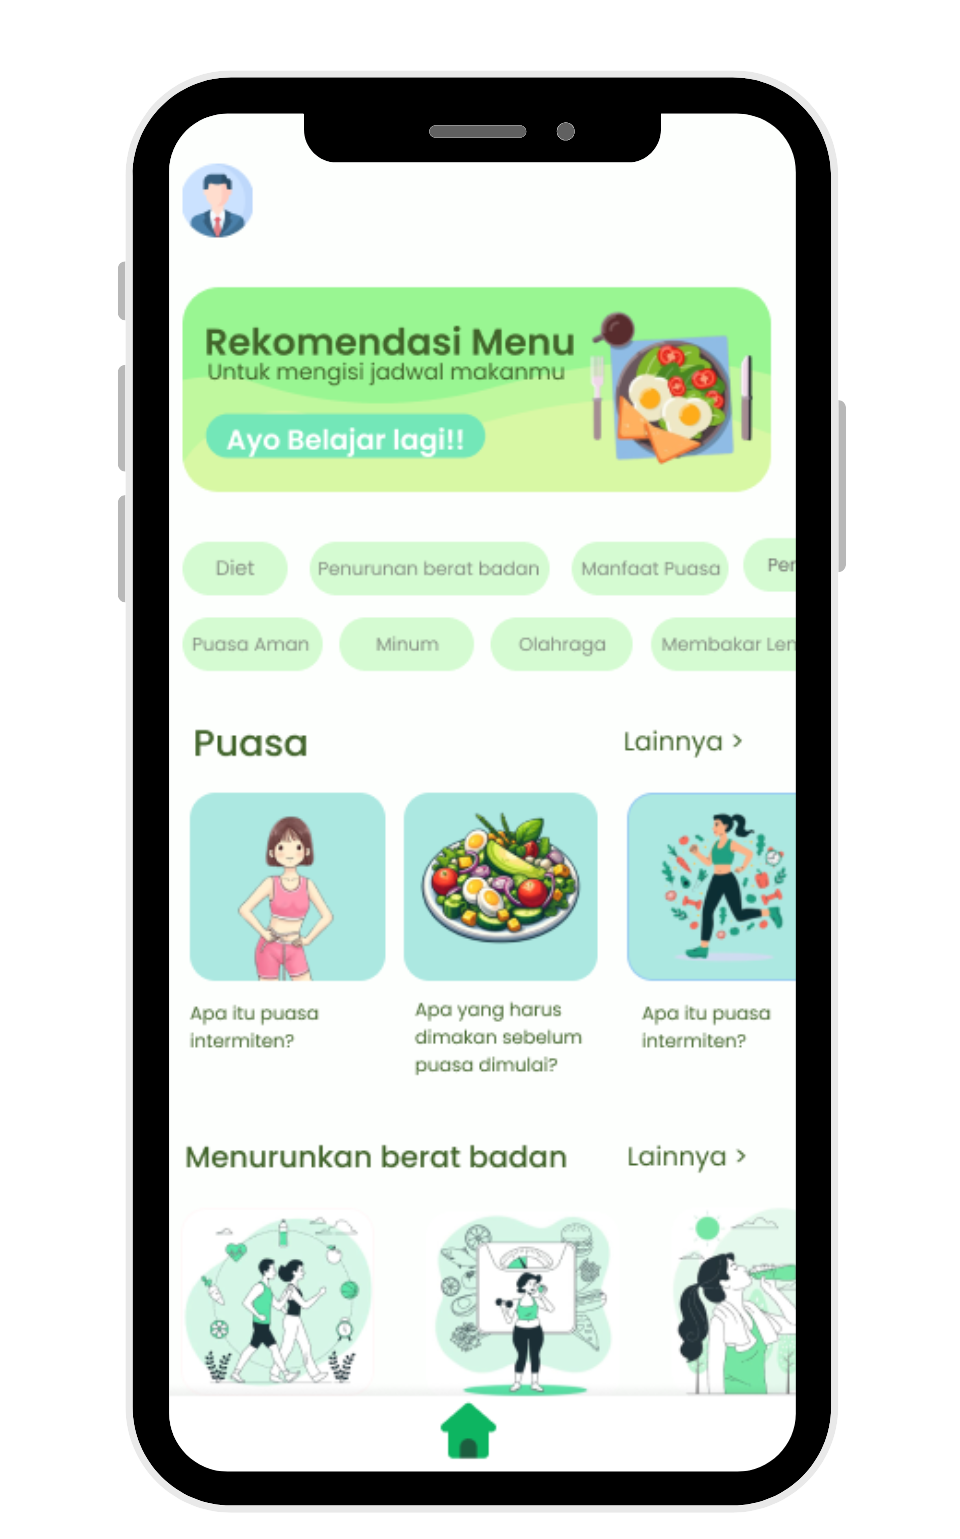 Rekomendasi Menu
Untuk mengisi jadwal makanmu
Ayo Belajar lagi!!
Diet
Penurunan berat badan
Manfaat Puasa
Per
Puasa Aman
Minum
Olahraga
Membakar Lem
Puasa
Lainnya >
Apa itu puasa
intermiten?
Apa yang harus
dimakan sebelum
puasa dimulai?
Apa itu puasa
intermiten?
Menurunkan berat badan
Lainnya >